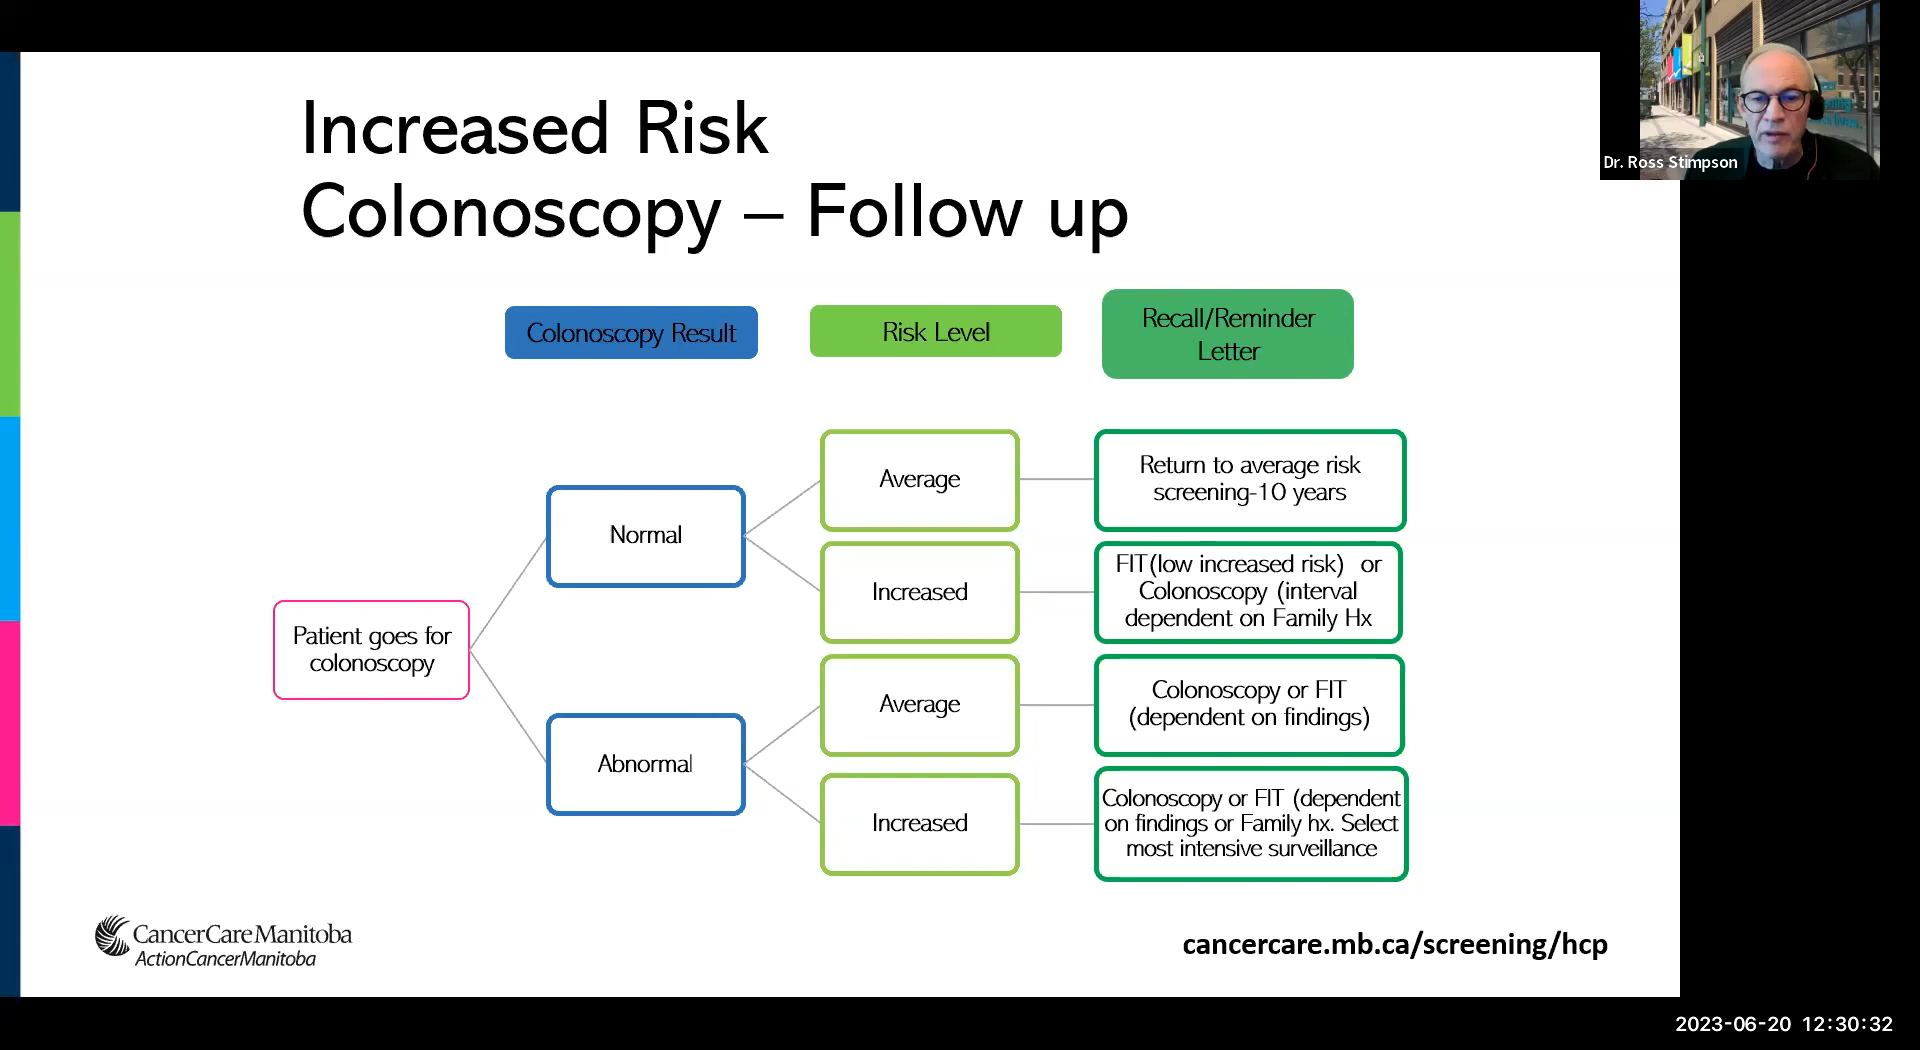 Increased Risk
Colonoscopy – Follow up
Dr. Ross Stimpson
Colonoscopy Result
Risk Level
Recall/Reminder
Letter
Patient goes for
colonoscopy
Normal
Abnormal
Average
Return to average risk
screening-10 years
Increased
FIT(low increased risk) or
Colonoscopy (interval
dependent on Family Hx
Average
Colonoscopy or FIT
(dependent on findings)
Increased
Colonoscopy or FIT (dependent
on findings or Family hx. Select
most intensive surveillance
CancerCareManitoba
ActionCancerManitoba
cancercare.mb.ca/screening/hcp
2023-06-20 12:30:32